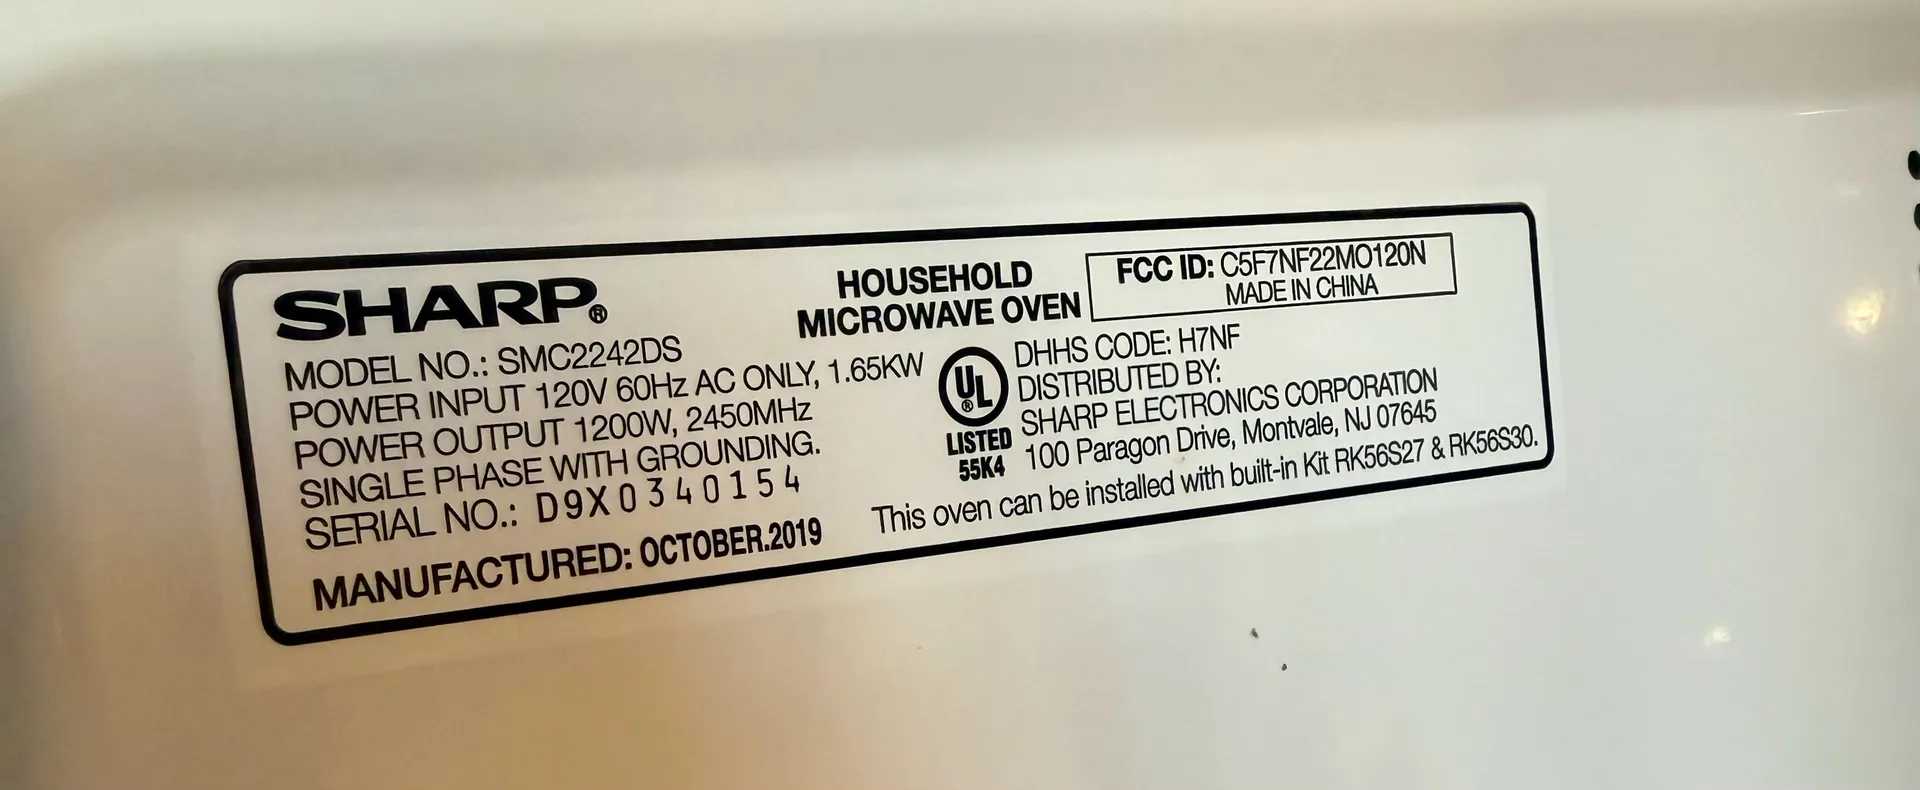 SHARP®
MODEL NO.: SMC2242DS
POWER INPUT 120V 60Hz AC ONLY, 1.65KW
POWER OUTPUT 1200W, 2450MHz
SINGLE PHASE WITH GROUNDING.
SERIAL NO.: D9X0340154
MANUFACTURED: OCTOBER.2019
HOUSEHOLD
MICROWAVE OVEN
FCC ID: C5F7NF22MO120N
MADE IN CHINA
UL®
LISTED
55K4
DHHS CODE: H7NF
DISTRIBUTED BY:
SHARP ELECTRONICS CORPORATION
100 Paragon Drive, Montvale, NJ 07645
This oven can be installed with built-in Kit RK56S27 & RK56S30.